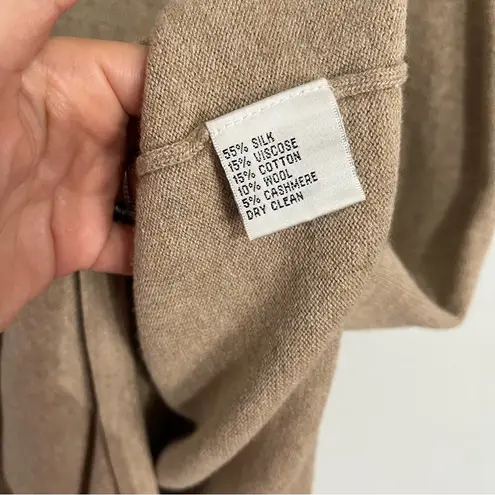 55% SILK
15% VISCOSE
15% COTTON
10% WOOL
5% CASHMERE
DRY CLEAN